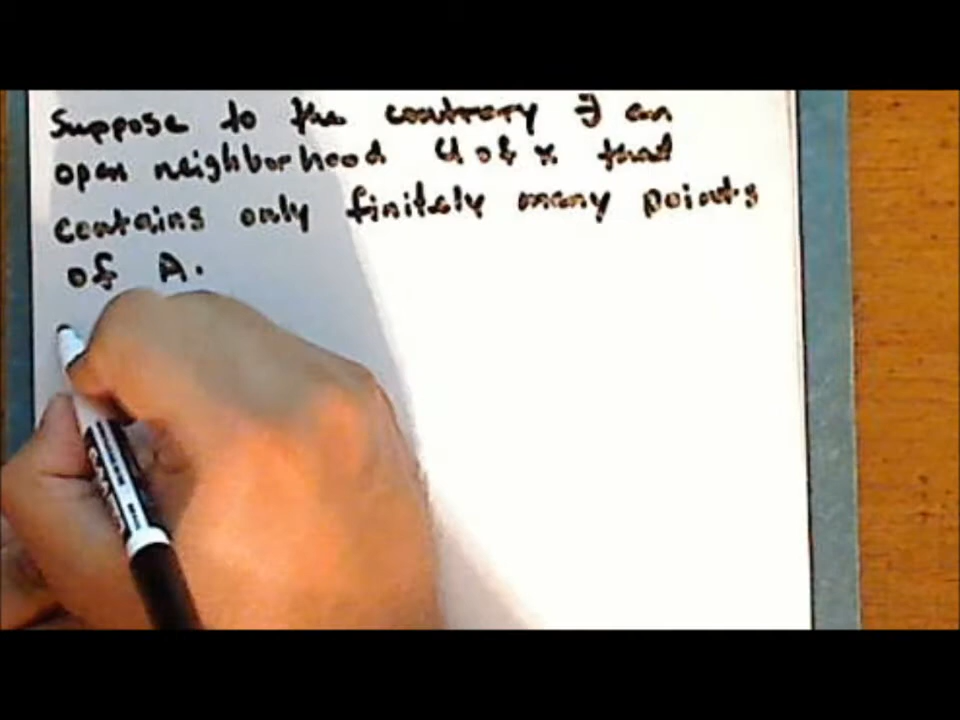 Suppose to the contrary ∃ an
open neighborhood U of x that
contains only finitely many points
of A.